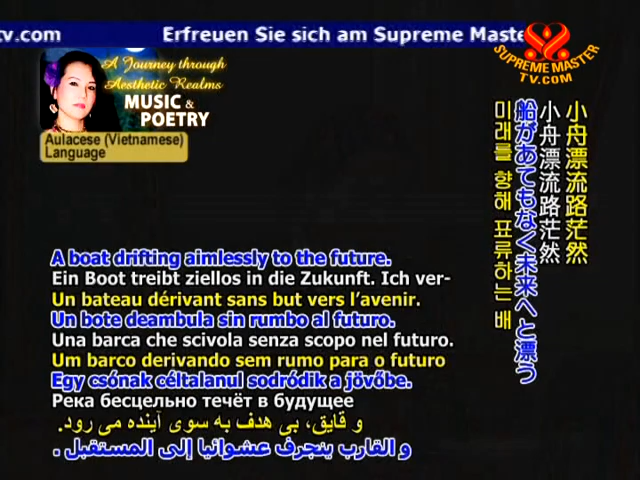 tv.com Erfreuen Sie sich am Supreme Maste
SUPREME MASTER
TV.COM
A Journey through
Aesthetic Realms
MUSIC &
POETRY
Aulacese (Vietnamese)
Language
小舟漂流路茫然
小舟漂流路茫然
船があてもなく未来へと漂う
미래를 향해 표류하는 배
A boat drifting aimlessly to the future.
Ein Boot treibt ziellos in die Zukunft. Ich ver-
Un bateau dérivant sans but vers l'avenir.
Un bote deambula sin rumbo al futuro.
Una barca che scivola senza scopo nel futuro.
Um barco derivando sem rumo para o futuro
Egy csónak céltalanul sodródik a jövőbe.
Река бесцельно течёт в будущее
و قایق، بی هدف به سوی آینده می رود.
و القارب ينجرف عشوائيا إلى المستقبل .